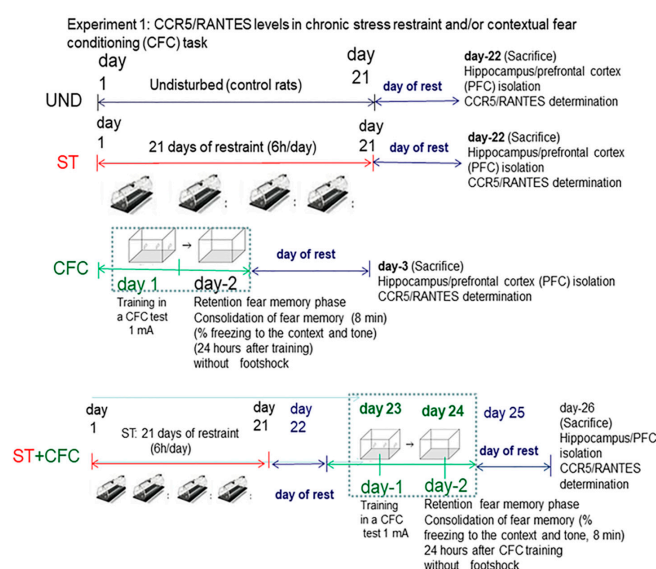 Experiment 1: CCR5/RANTES levels in chronic stress restraint and/or contextual fear
conditioning (CFC) task
UND
day
1
Undisturbed (control rats)
day
21
day of rest
day-22 (Sacrifice)
Hippocampus/prefrontal cortex
(PFC) isolation
CCR5/RANTES determination
ST
day
1
21 days of restraint (6h/day)
day
21
day of rest
day-22 (Sacrifice)
Hippocampus/prefrontal cortex
(PFC) isolation
CCR5/RANTES determination
: : :
CFC
→
day 1
Training in
a CFC test
1 mA
day-2
Retention fear memory phase
Consolidation of fear memory (8 min)
(% freezing to the context and tone)
(24 hours after training)
without footshock
day of rest
day-3 (Sacrifice)
Hippocampus/prefrontal cortex (PFC) isolation
CCR5/RANTES determination
ST+CFC
day
1
ST: 21 days of restraint
(6h/day)
day
21
day
22
day of rest
: : :
day 23
day 24
→
day-1
day-2
Training
in a CFC
test 1 mA
Retention fear memory phase
Consolidation of fear memory (%
freezing to the context and tone, 8 min)
24 hours after CFC training
without footshock
day 25
day of rest
day-26
(Sacrifice)
Hippocampus/PFC
isolation
CCR5/RANTES
determination